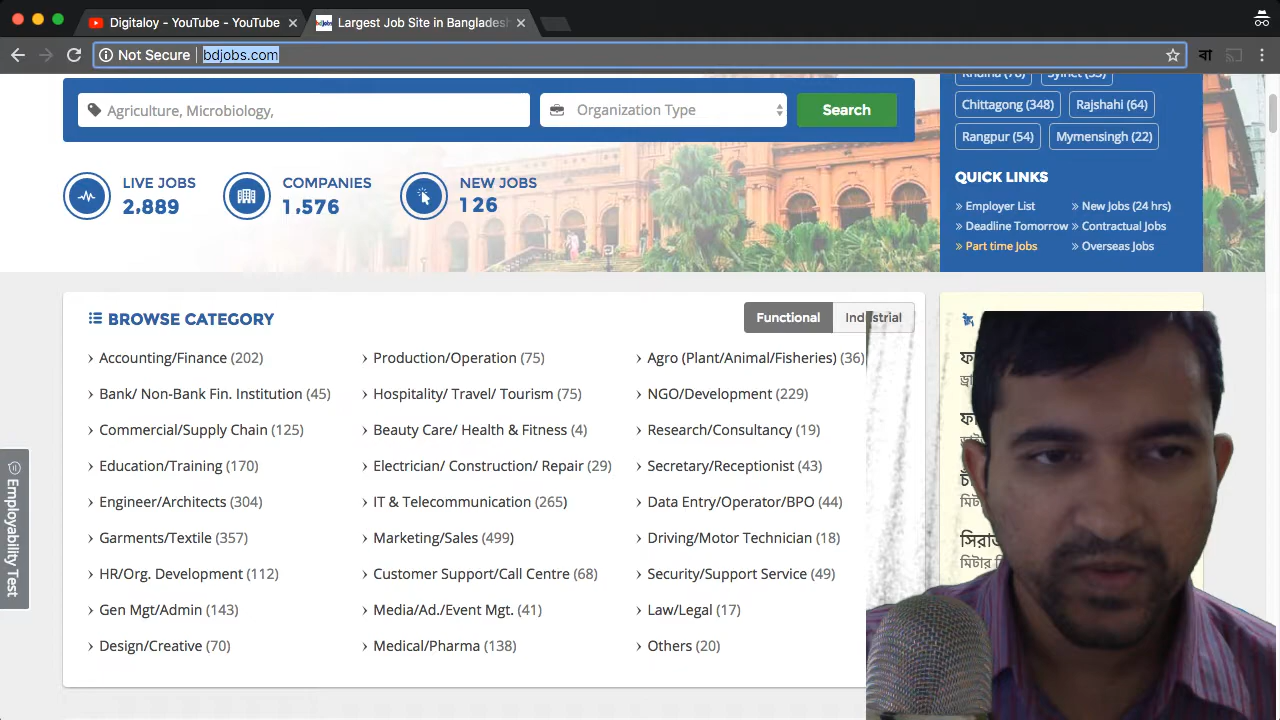 Digitaloy - YouTube - YouTube
Largest Job Site in Bangladesh
Not Secure
bdjobs.com
বা
Agriculture, Microbiology,
Organization Type
Search
Khulna (76)
Chittagong (348)
Rajshahi (64)
Rangpur (54)
Mymensingh (22)
LIVE JOBS
2,889
COMPANIES
1,576
NEW JOBS
126
QUICK LINKS
» Employer List
» New Jobs (24 hrs)
» Deadline Tomorrow
» Contractual Jobs
» Part time Jobs
» Overseas Jobs
BROWSE CATEGORY
Functional
Industrial
Accounting/Finance (202)
Bank/ Non-Bank Fin. Institution (45)
Commercial/Supply Chain (125)
Education/Training (170)
Engineer/Architects (304)
Garments/Textile (357)
HR/Org. Development (112)
Gen Mgt/Admin (143)
Design/Creative (70)
Production/Operation (75)
Hospitality/ Travel/ Tourism (75)
Beauty Care/ Health & Fitness (4)
Electrician/ Construction/ Repair (29)
IT & Telecommunication (265)
Marketing/Sales (499)
Customer Support/Call Centre (68)
Media/Ad./Event Mgt. (41)
Medical/Pharma (138)
Agro (Plant/Animal/Fisheries) (36)
NGO/Development (229)
Research/Consultancy (19)
Secretary/Receptionist (43)
Data Entry/Operator/BPO (44)
Driving/Motor Technician (18)
Security/Support Service (49)
Law/Legal (17)
Others (20)
Employability Test